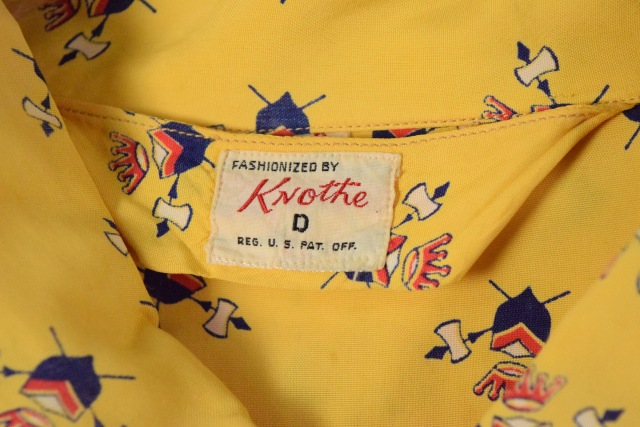 FASHIONIZED BY
Knothe
D
REG. U. S. PAT. OFF.